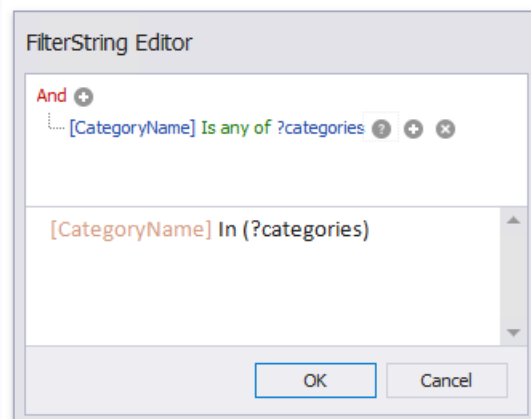 FilterString Editor
And
[CategoryName] Is any of ?categories
[CategoryName] In (?categories)
OK
Cancel